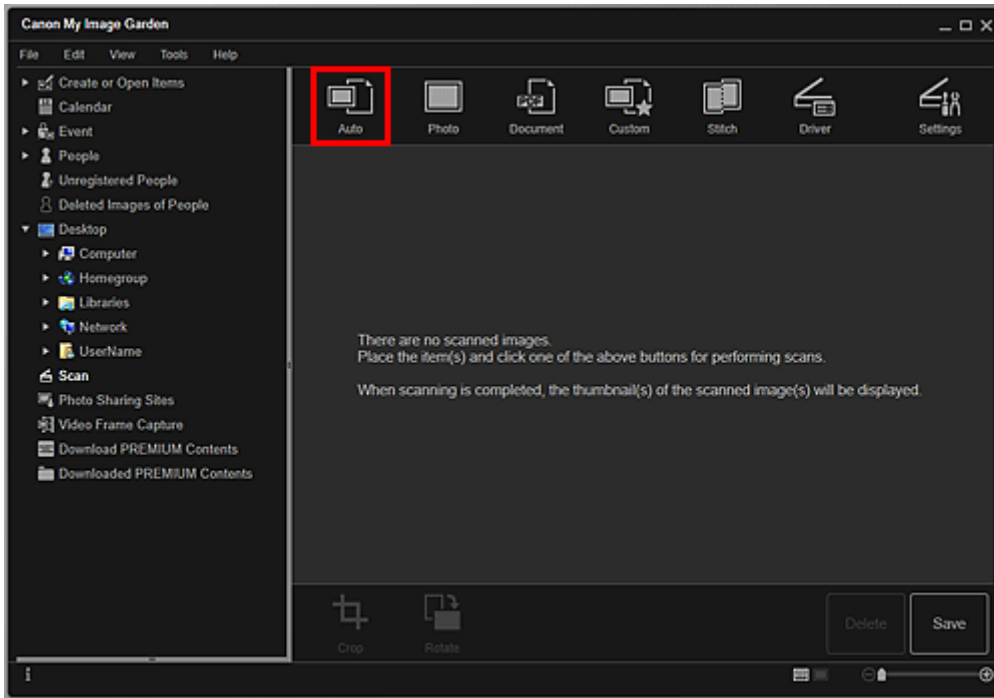 Canon My Image Garden
File Edit View Tools Help
Create or Open Items
Calendar
Event
People
Unregistered People
Deleted Images of People
Desktop
Computer
Homegroup
Libraries
Network
UserName
Scan
Photo Sharing Sites
Video Frame Capture
Download PREMIUM Contents
Downloaded PREMIUM Contents
Auto Photo Document Custom Stitch Driver Settings
There are no scanned images.
Place the item(s) and click one of the above buttons for performing scans.
When scanning is completed, the thumbnail(s) of the scanned image(s) will be displayed.
Crop Rotate Delete Save